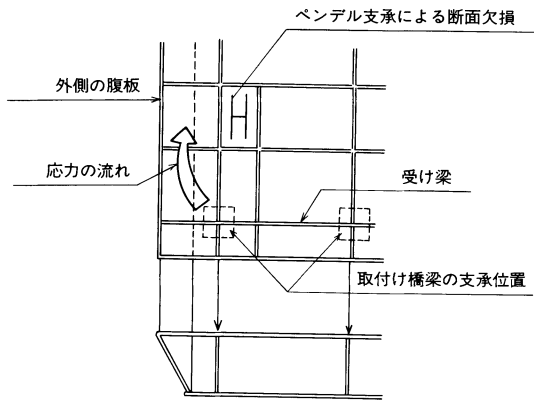 ペンデル支承による断面欠損
外側の腹板
応力の流れ
受け梁
取付け橋梁の支承位置